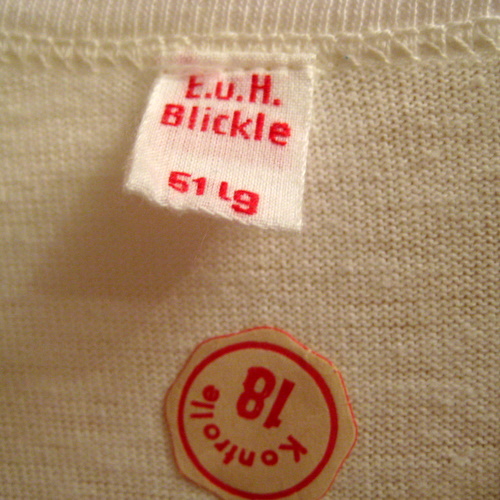 E.u.H.
Blickle
51 lg
18
Kontrolle